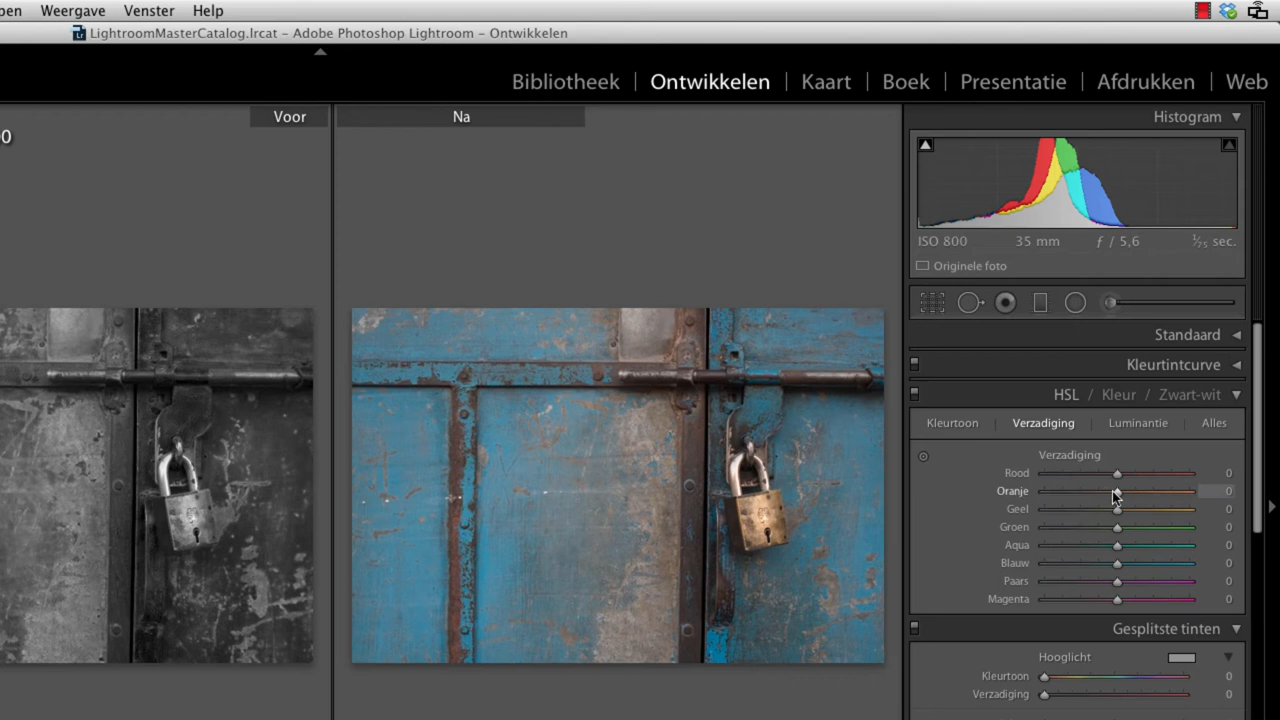 Weergave Venster Help
LightroomMasterCatalog.lrcat – Adobe Photoshop Lightroom – Ontwikkelen
Bibliotheek | Ontwikkelen | Kaart | Boek | Presentatie | Afdrukken | Web
Voor
Na
Histogram
ISO 800 35 mm ƒ / 5,6 1/75 sec.
Originele foto
Standaard
Kleurtintcurve
HSL / Kleur / Zwart-wit
Kleurtoon | Verzadiging | Luminantie | Alles
Verzadiging
Rood 0
Oranje 0
Geel 0
Groen 0
Aqua 0
Blauw 0
Paars 0
Magenta 0
Gesplitste tinten
Hooglicht
Kleurtoon 0
Verzadiging 0